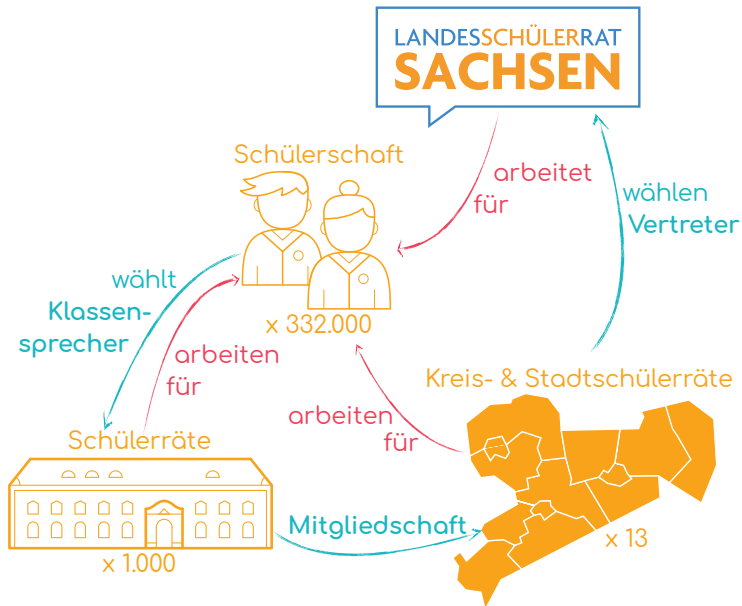 LANDESSCHÜLERRAT
SACHSEN
Schülerschaft
arbeitet
für
wählen
Vertreter
wählt
Klassen-
sprecher
x 332.000
arbeiten
für
Kreis- & Stadtschülerräte
arbeiten
für
Schülerräte
Mitgliedschaft
x 13
x 1.000